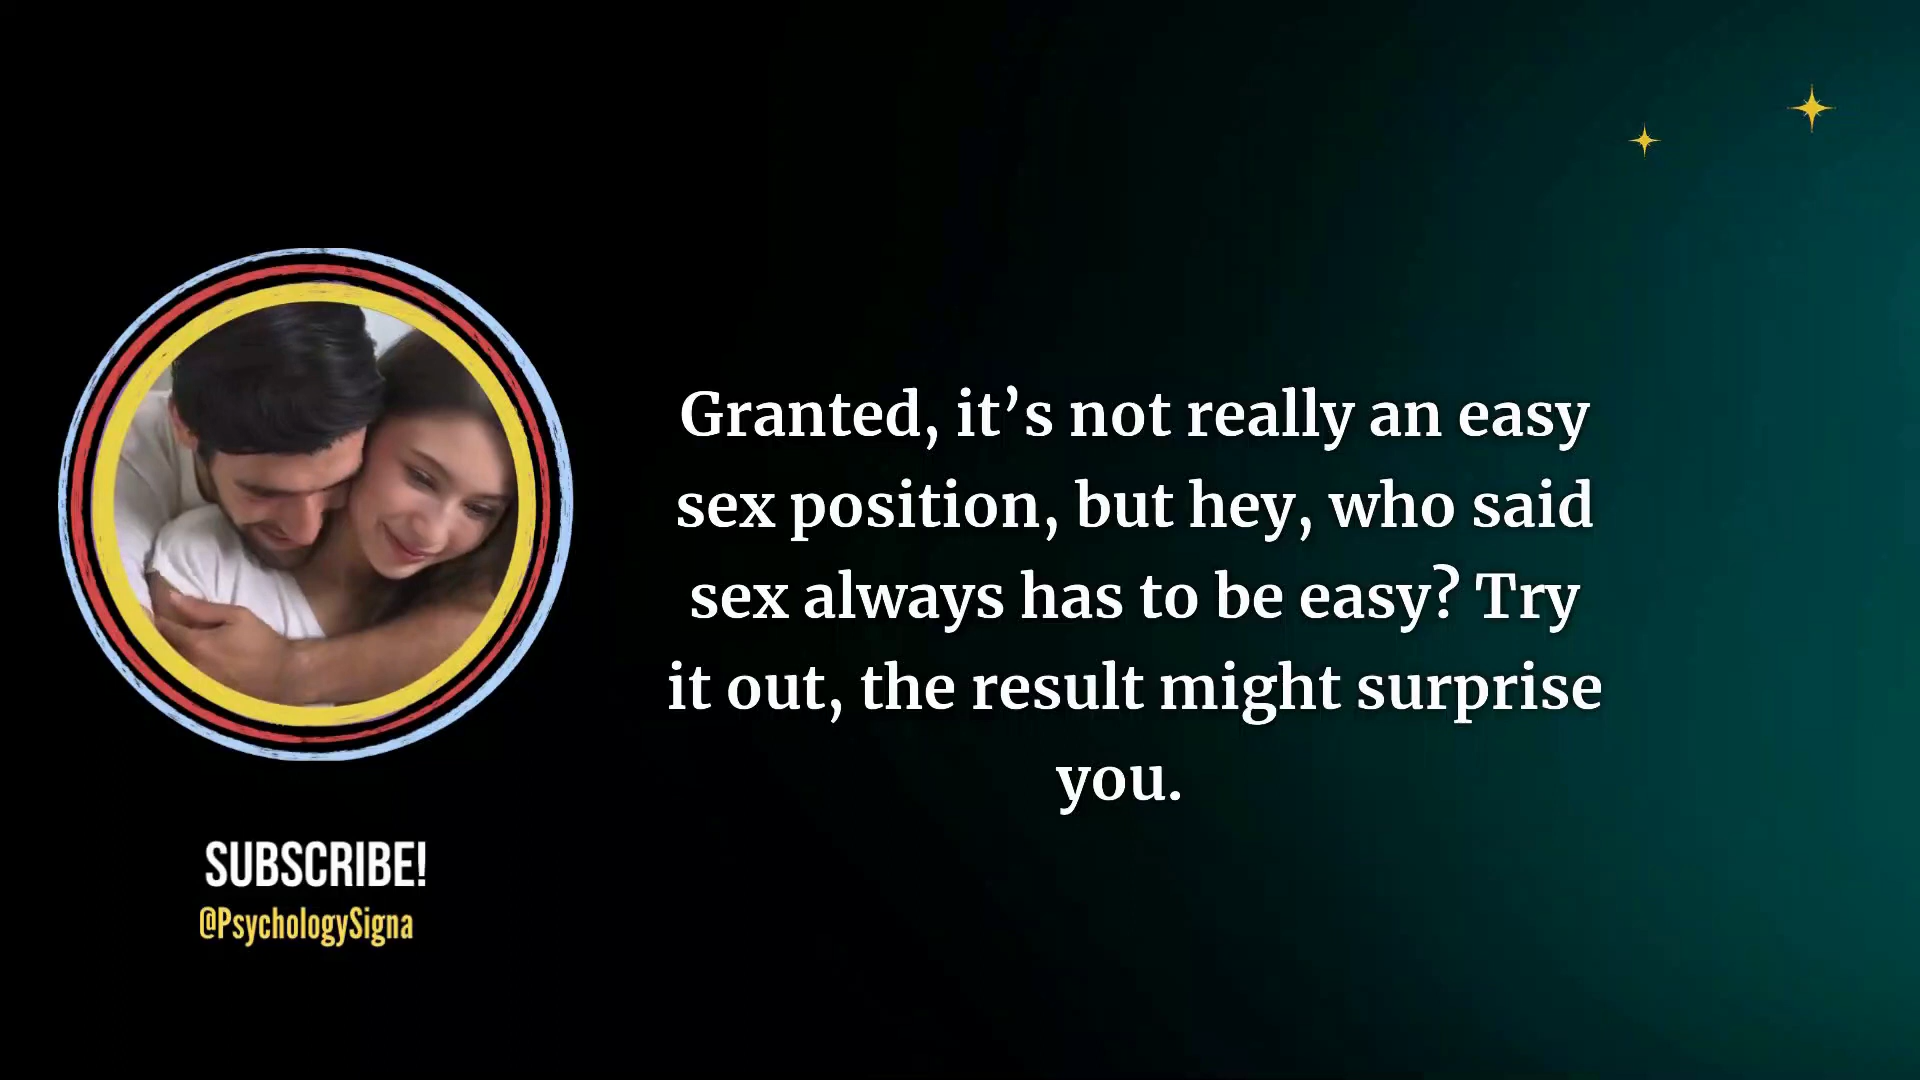 Granted, it’s not really an easy
sex position, but hey, who said
sex always has to be easy? Try
it out, the result might surprise
you.
SUBSCRIBE!
@PsychologySigna